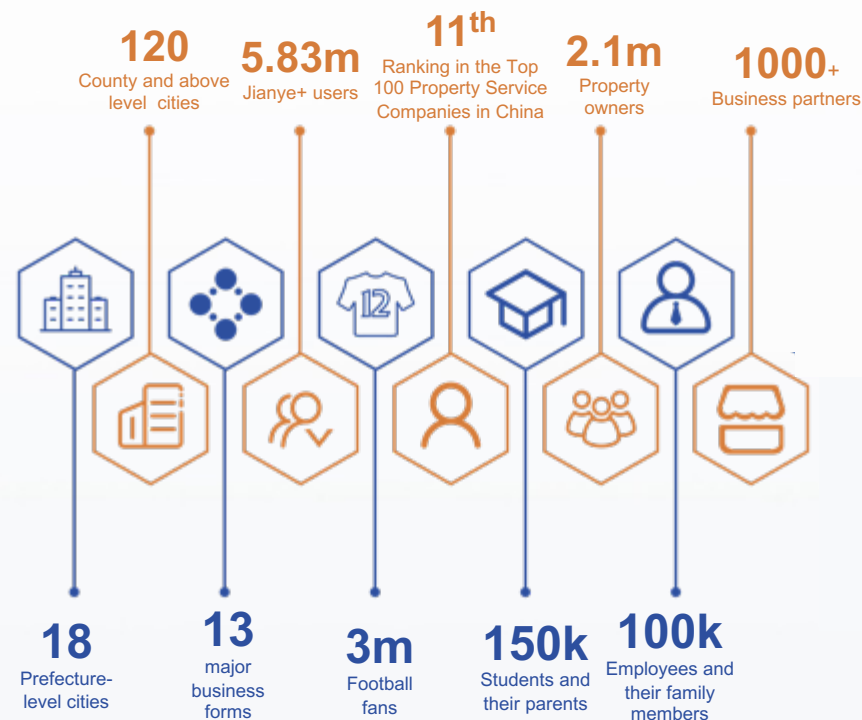 120
County and above
level cities
5.83m
Jianye+ users
11th
Ranking in the Top
100 Property Service
Companies in China
2.1m
Property
owners
1000+
Business partners
12
18
Prefecture-
level cities
13
major
business
forms
3m
Football
fans
150k
Students and
their parents
100k
Employees and
their family
members